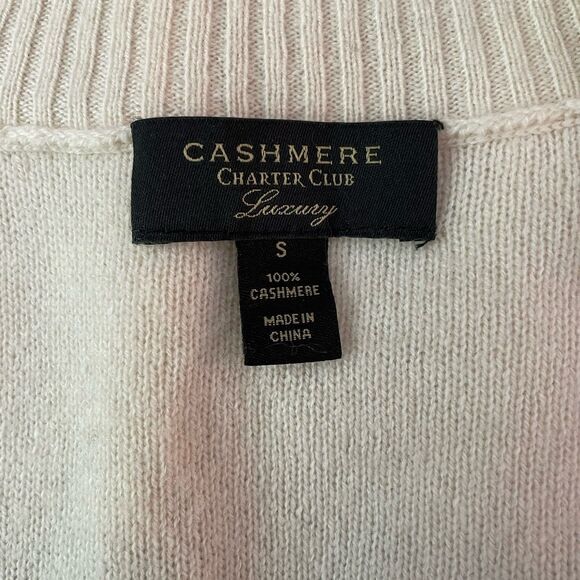 CASHMERE
CHARTER CLUB
Luxury
S
100%
CASHMERE
MADE IN
CHINA